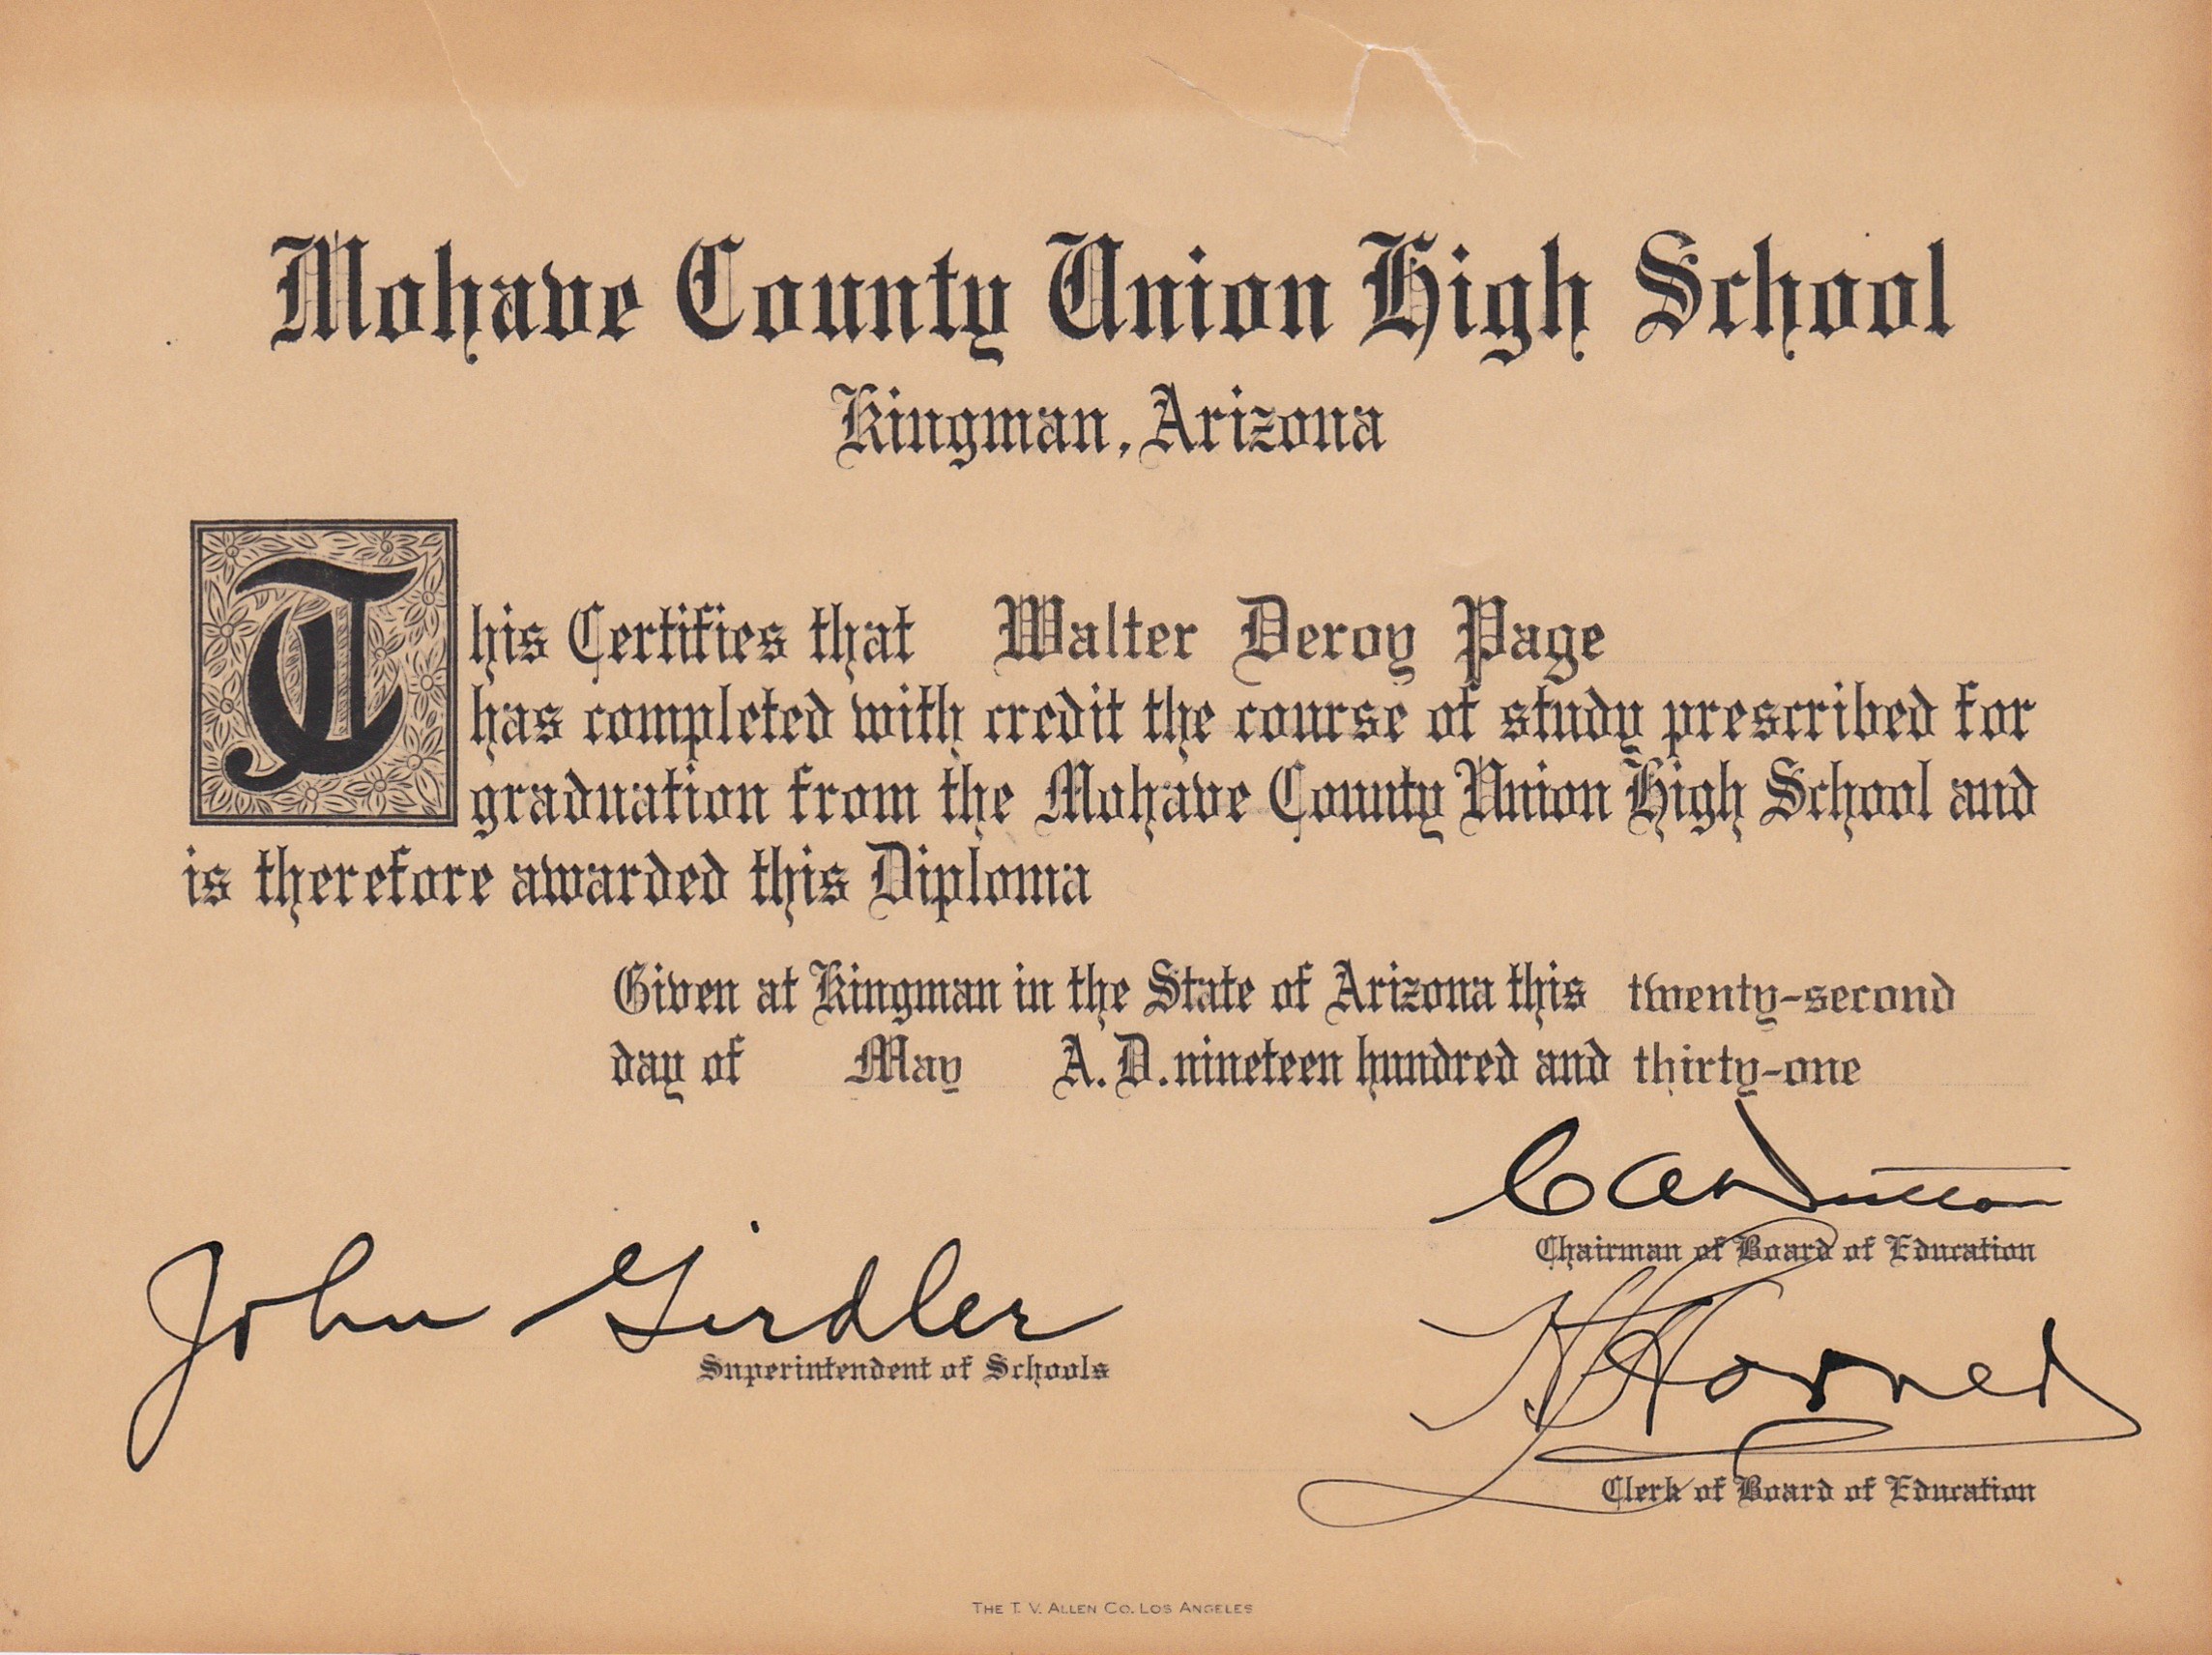 Mohave County Union High School
Kingman, Arizona
This Certifies that Walter Deroy Page
has completed with credit the course of study prescribed for
graduation from the Mohave County Union High School and
is therefore awarded this Diploma
Given at Kingman in the State of Arizona this twenty-second
day of May A. D. nineteen hundred and thirty-one
John Girdler
Superintendent of Schools
Chairman of Board of Education
Horner
Clerk of Board of Education
THE T. V. ALLEN CO. LOS ANGELES